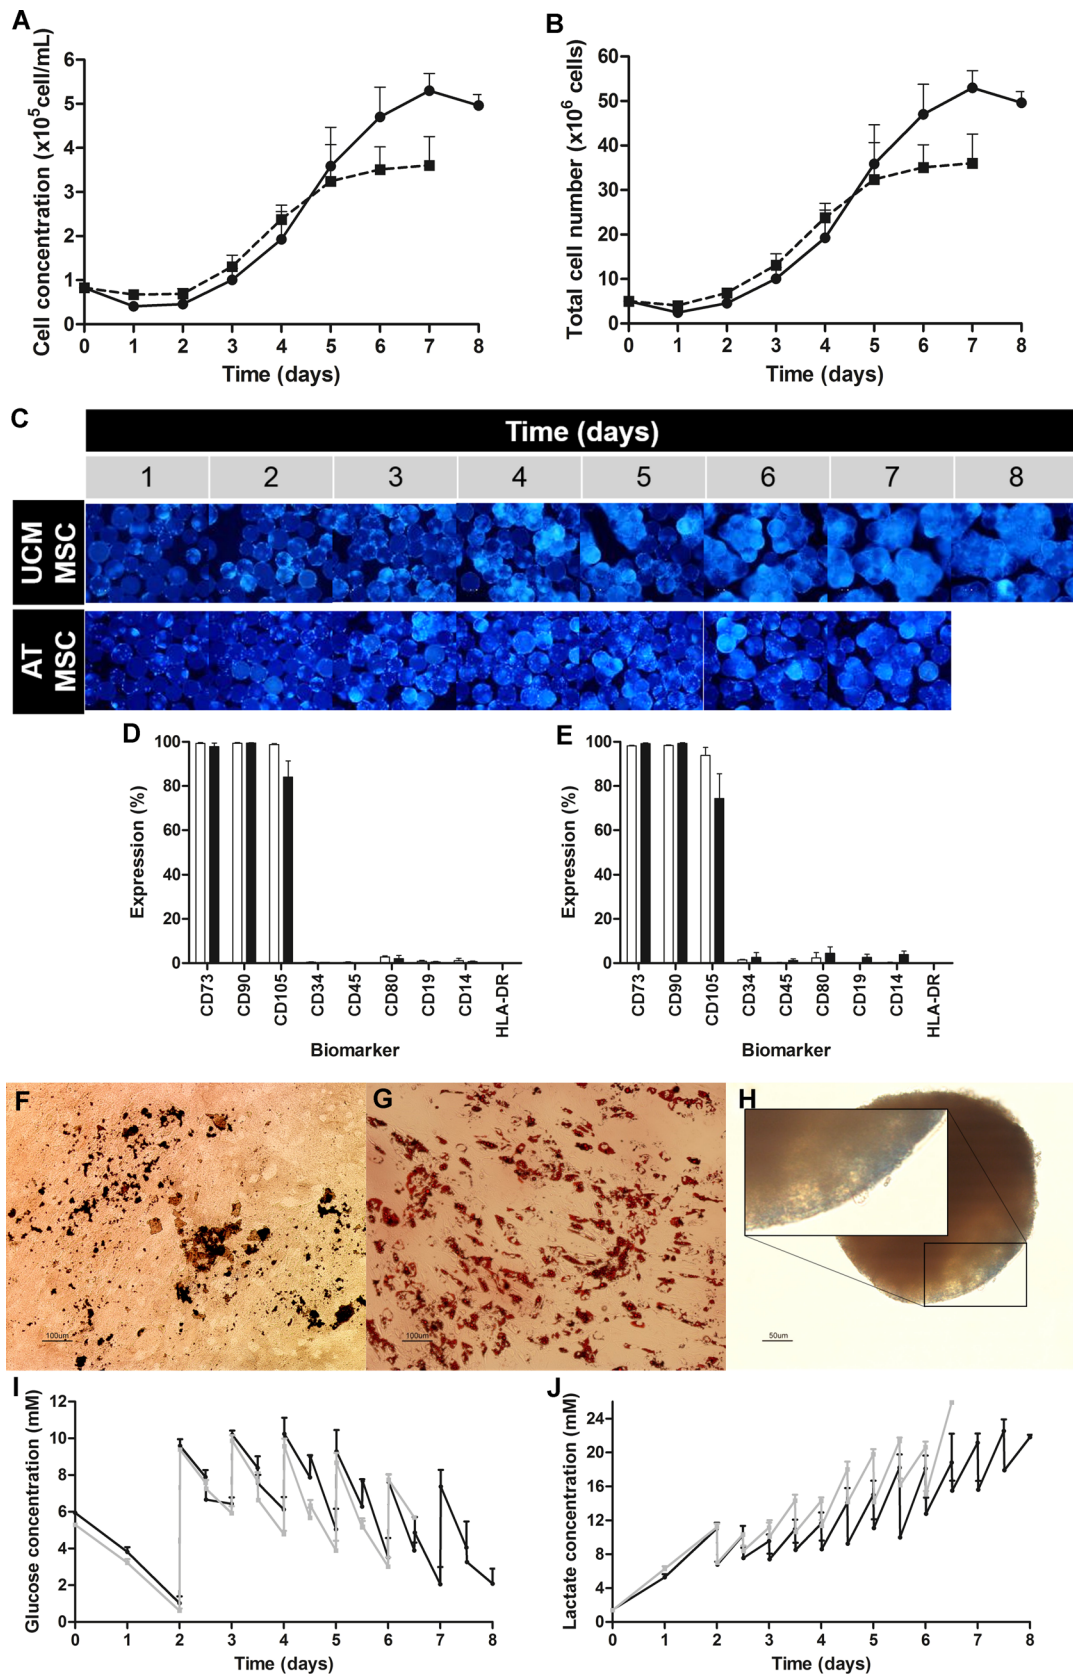 A
B
Cell concentration (x10⁵cell/mL)
6
5
4
3
2
1
0
0 1 2 3 4 5 6 7 8
Time (days)
Total cell number (x10⁶ cells)
60
50
40
30
20
10
0
0 1 2 3 4 5 6 7 8
Time (days)
C
Time (days)
1 2 3 4 5 6 7 8
UCM
MSC
AT
MSC
D
Expression (%)
100
80
60
40
20
0
CD73 CD90 CD105 CD34 CD45 CD80 CD19 CD14 HLA-DR
Biomarker
E
Expression (%)
100
80
60
40
20
0
CD73 CD90 CD105 CD34 CD45 CD80 CD19 CD14 HLA-DR
Biomarker
F
100um
G
100um
H
50um
I
Glucose concentration (mM)
12
10
8
6
4
2
0
0 1 2 3 4 5 6 7 8
Time (days)
J
Lactate concentration (mM)
24
20
16
12
8
4
0
0 1 2 3 4 5 6 7 8
Time (days)